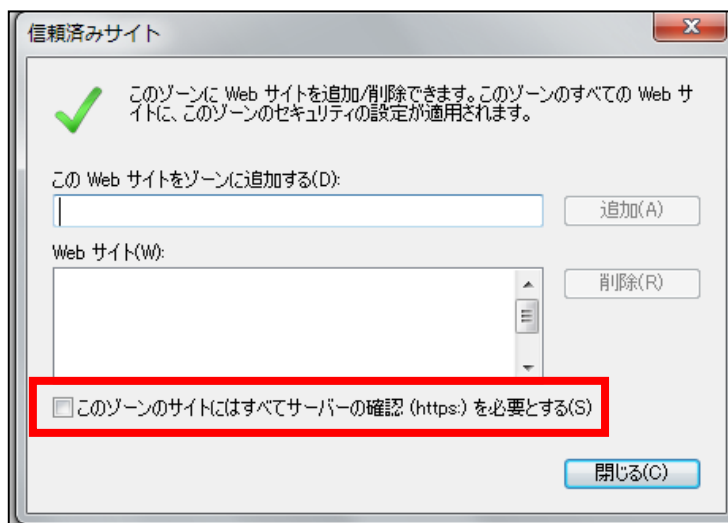 信頼済みサイト
このゾーンに Web サイトを追加/削除できます。このゾーンのすべての Web サ
イトに、このゾーンのセキュリティの設定が適用されます。
この Web サイトをゾーンに追加する(D):
追加(A)
Web サイト(W):
削除(R)
このゾーンのサイトにはすべてサーバーの確認 (https:) を必要とする(S)
閉じる(C)